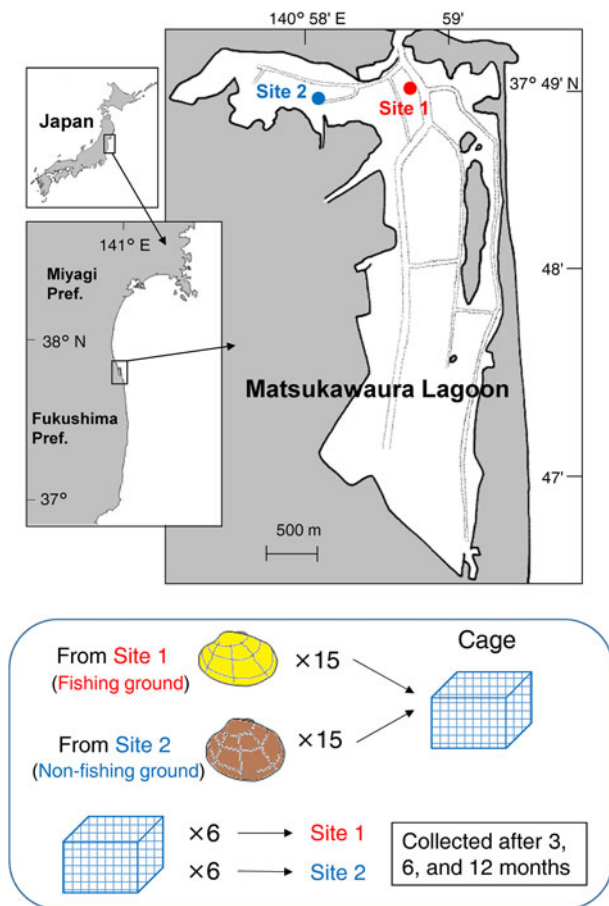 140° 58' E
59'
37° 49' N
Site 2
Site 1
Japan
141° E
Miyagi
Pref.
48'
38° N
Matsukawaura Lagoon
Fukushima
Pref.
47'
37°
500 m
From Site 1
(Fishing ground)
×15
Cage
From Site 2
(Non-fishing ground)
×15
×6
Site 1
×6
Site 2
Collected after 3,
6, and 12 months